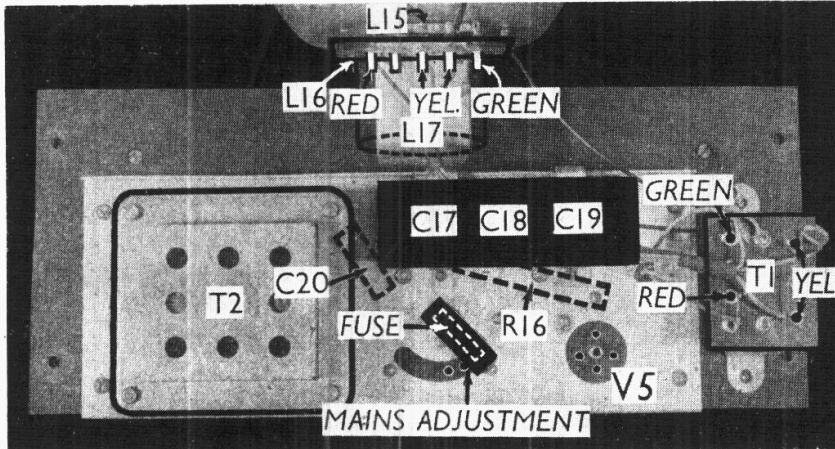 L15
L16 RED YEL. GREEN
L17
GREEN
C17 C18 C19
C20
T2
T1
YEL
RED
FUSE
R16
V5
MAINS ADJUSTMENT